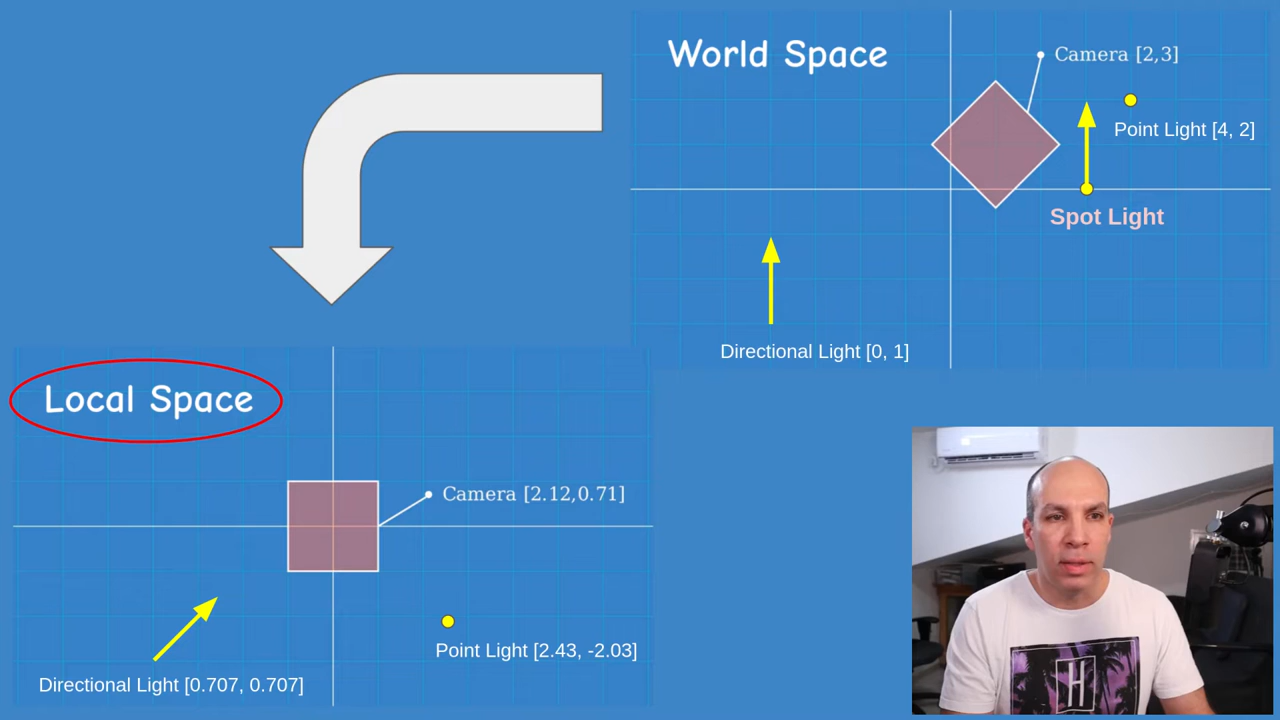 World Space
Camera [2,3]
Point Light [4, 2]
Spot Light
Directional Light [0, 1]
Local Space
Camera [2.12,0.71]
Point Light [2.43, -2.03]
Directional Light [0.707, 0.707]
H